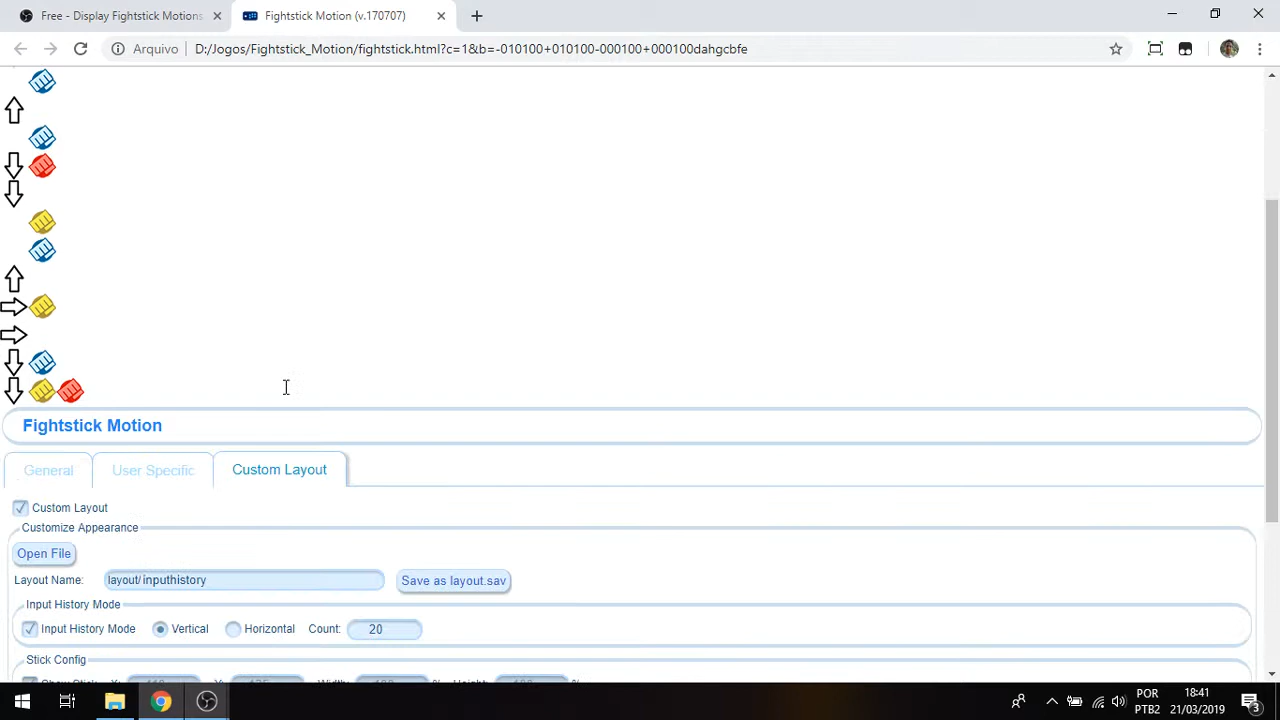 Free - Display Fightstick Motions
Fightstick Motion (v.170707)
Arquivo
D:/Jogos/Fightstick_Motion/fightstick.html?c=1&b=-010100+010100-000100+000100dahgcbfe
Fightstick Motion
General
User Specific
Custom Layout
Custom Layout
Customize Appearance
Open File
Layout Name: layout/inputhistory Save as layout.sav
Input History Mode
Input History Mode Vertical Horizontal Count: 20
Stick Config
POR 18:41
PTB2 21/03/2019 3